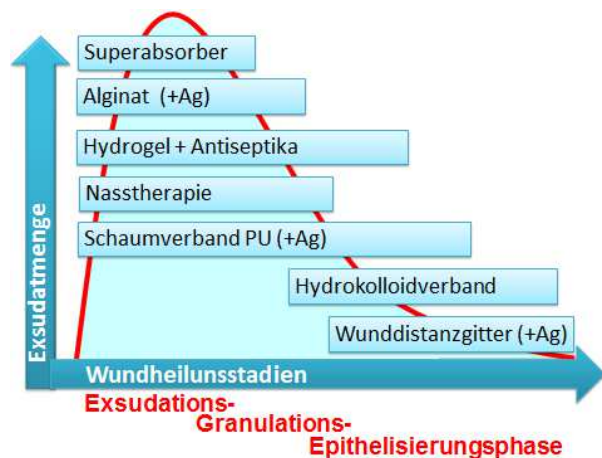 Superabsorber
Alginat (+Ag)
Hydrogel + Antiseptika
Nasstherapie
Schaumverband PU (+Ag)
Hydrokolloidverband
Wunddistanzgitter (+Ag)
Exsudatmenge
Wundheilunsstadien
Exsudations-
Granulations-
Epithelisierungsphase